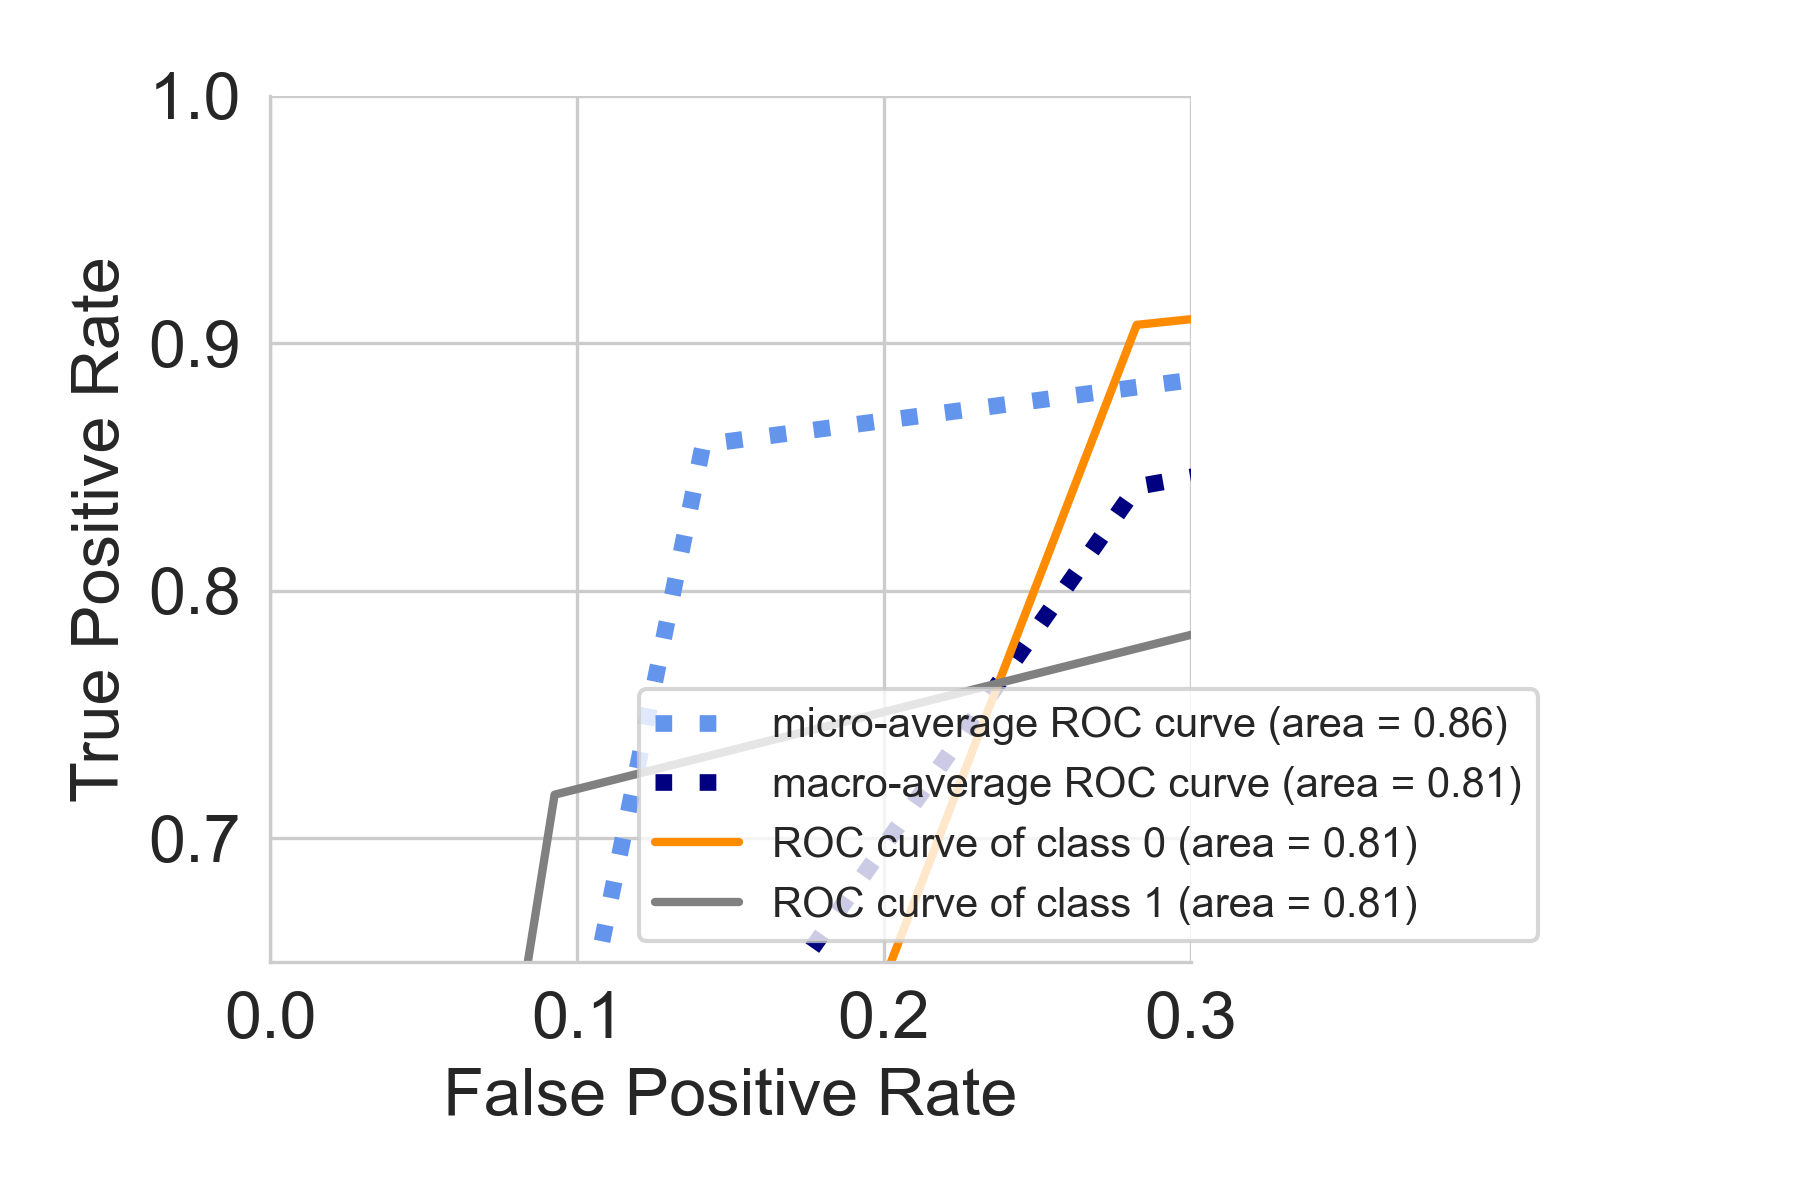 1.0
0.9
0.8
0.7
True Positive Rate
micro-average ROC curve (area = 0.86)
macro-average ROC curve (area = 0.81)
ROC curve of class 0 (area = 0.81)
ROC curve of class 1 (area = 0.81)
0.0 0.1 0.2 0.3
False Positive Rate